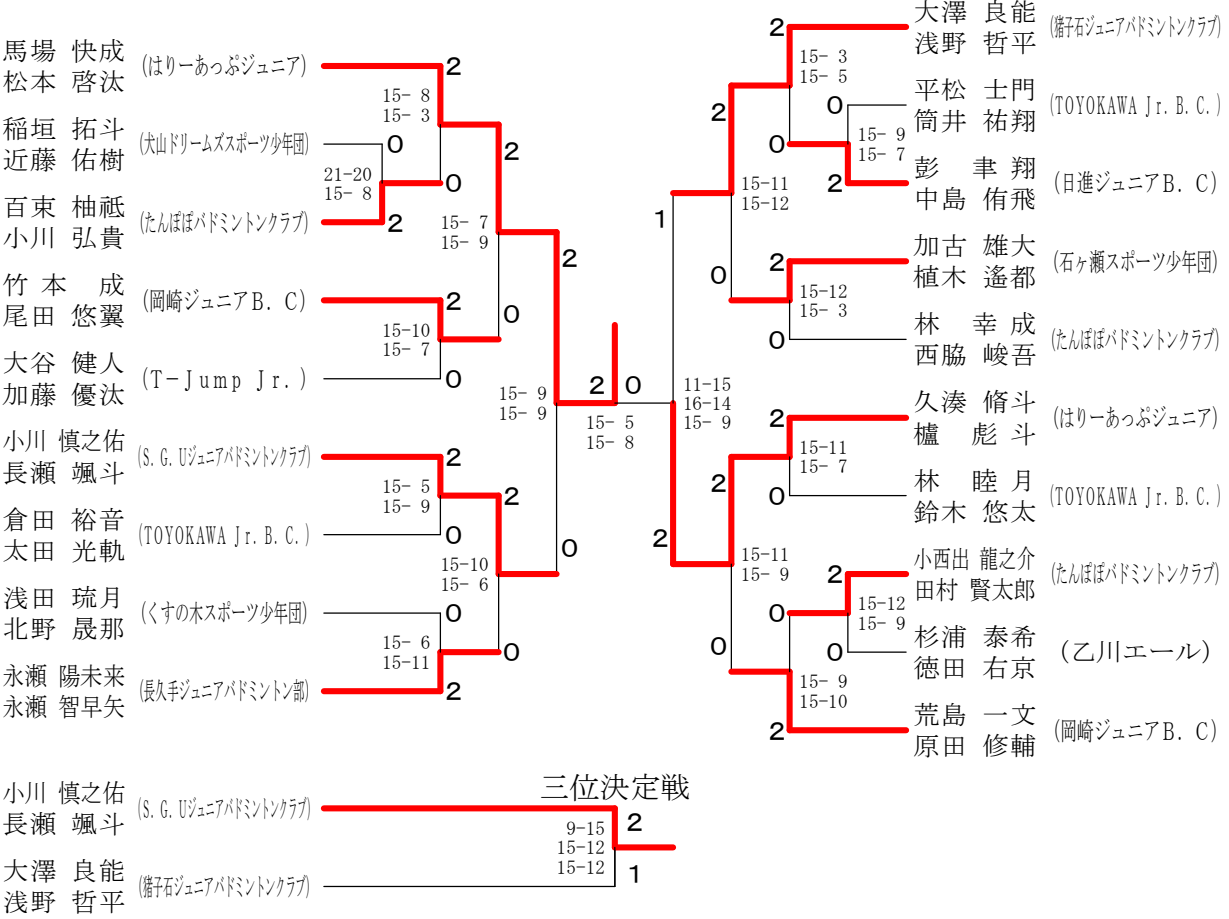 馬場 快成
松本 啓汰
(はりーあっぷジュニア)
2
15- 8
15- 3
稲垣 拓斗
近藤 佑樹
(犬山ドリームズスポーツ少年団)
0
21-20
15- 8
0
百束 柚祇
小川 弘貴
(たんぽぽバドミントンクラブ)
2
2
15- 7
15- 9
竹本 成
尾田 悠翼
(岡崎ジュニアB.C)
2
15-10
15- 7
0
大谷 健人
加藤 優汰
(T-Jump Jr.)
0
2
15- 9
15- 9
小川 慎之佑
長瀬 颯斗
(S.G.Uジュニアバドミントンクラブ)
2
15- 5
15- 9
2
倉田 裕音
太田 光軌
(TOYOKAWA Jr.B.C.)
0
15-10
15- 6
0
浅田 琉月
北野 晟那
(くすの木スポーツ少年団)
0
15- 6
15-11
0
永瀬 陽未来
永瀬 智早矢
(長久手ジュニアバドミントン部)
2
2
0
15- 5
15- 8
大澤 良能
浅野 哲平
(猪子石ジュニアバドミントンクラブ)
2
15- 3
15- 5
2
平松 士門
筒井 祐翔
(TOYOKAWA Jr.B.C.)
0
15- 9
15- 7
0
彭 聿翔
中島 侑飛
(日進ジュニアB.C)
2
15-11
15-12
1
加古 雄大
植木 遙都
(石ヶ瀬スポーツ少年団)
2
0
15-12
15- 3
林 幸成
西脇 峻吾
(たんぽぽバドミントンクラブ)
0
11-15
16-14
15- 9
久湊 脩斗
櫨 彪斗
(はりーあっぷジュニア)
2
15-11
15- 7
2
林 睦月
鈴木 悠太
(TOYOKAWA Jr.B.C.)
0
2
15-11
15- 9
小西出 龍之介
田村 賢太郎
(たんぽぽバドミントンクラブ)
2
0
15-12
15- 9
杉浦 泰希
徳田 右京
(乙川エール)
0
0
15- 9
15-10
荒島 一文
原田 修輔
(岡崎ジュニアB.C)
2
三位決定戦
小川 慎之佑
長瀬 颯斗
(S.G.Uジュニアバドミントンクラブ)
2
9-15
15-12
15-12
大澤 良能
浅野 哲平
(猪子石ジュニアバドミントンクラブ)
1